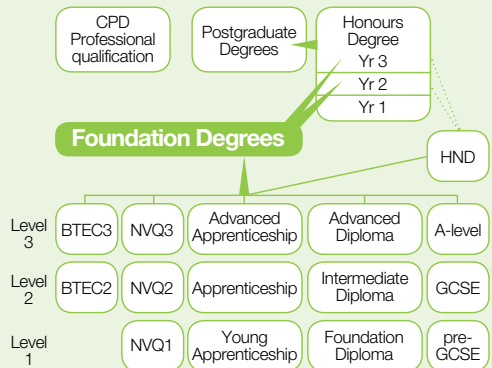 CPD
Professional
qualification
Postgraduate
Degrees
Honours
Degree
Yr 3
Yr 2
Yr 1
Foundation Degrees
HND
Level
3
BTEC3
NVQ3
Advanced
Apprenticeship
Advanced
Diploma
A-level
Level
2
BTEC2
NVQ2
Apprenticeship
Intermediate
Diploma
GCSE
Level
1
NVQ1
Young
Apprenticeship
Foundation
Diploma
pre-
GCSE